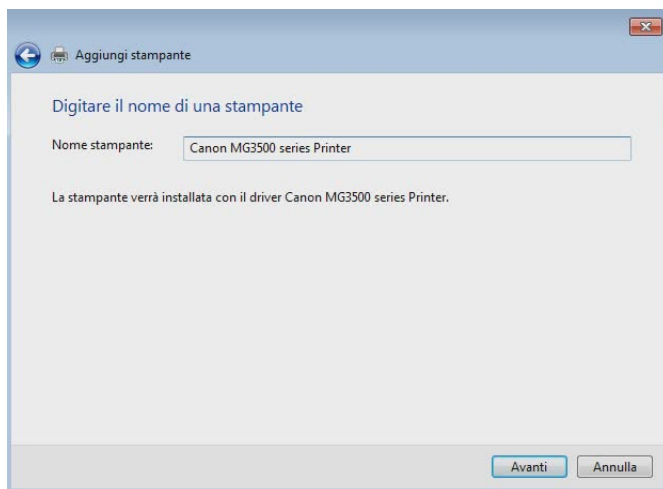 Aggiungi stampante
Digitare il nome di una stampante
Nome stampante: Canon MG3500 series Printer
La stampante verrà installata con il driver Canon MG3500 series Printer.
Avanti Annulla